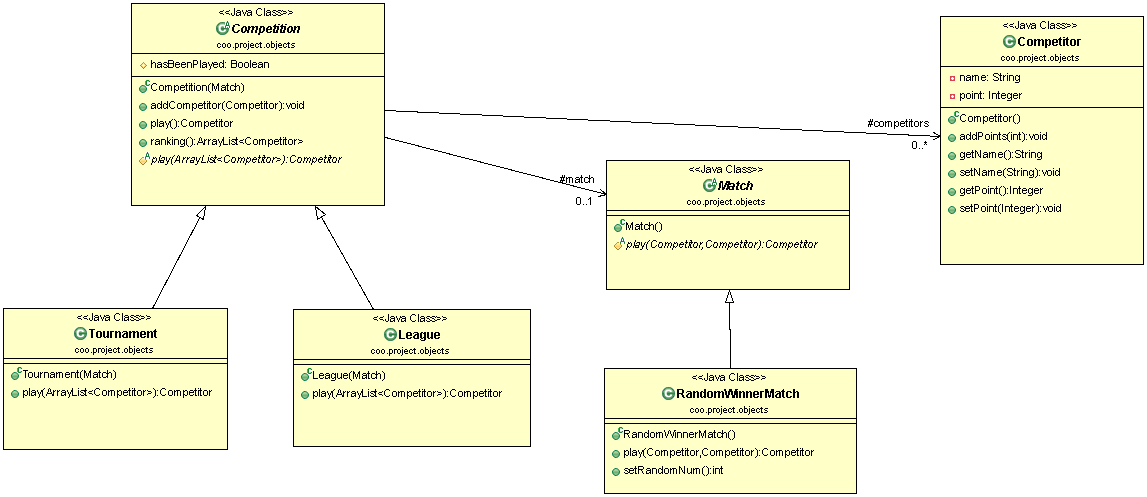 <<Java Class>>
Competition
coo.project.objects
hasBeenPlayed: Boolean
Competition(Match)
addCompetitor(Competitor):void
play():Competitor
ranking():ArrayList<Competitor>
play(ArrayList<Competitor>):Competitor
<<Java Class>>
Competitor
coo.project.objects
name: String
point: Integer
Competitor()
addPoints(int):void
getName():String
setName(String):void
getPoint():Integer
setPoint(Integer):void
#competitors
0..*
#match
0..1
<<Java Class>>
Match
coo.project.objects
Match()
play(Competitor,Competitor):Competitor
<<Java Class>>
Tournament
coo.project.objects
Tournament(Match)
play(ArrayList<Competitor>):Competitor
<<Java Class>>
League
coo.project.objects
League(Match)
play(ArrayList<Competitor>):Competitor
<<Java Class>>
RandomWinnerMatch
coo.project.objects
RandomWinnerMatch()
play(Competitor,Competitor):Competitor
setRandomNum():int